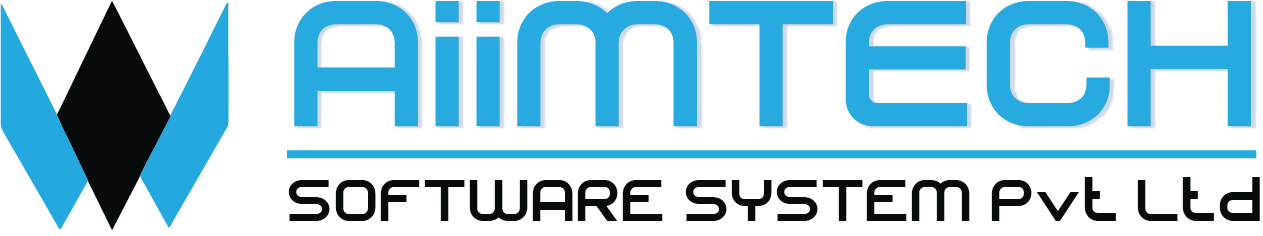 AiiMTECH
SOFTWARE SYSTEM Pvt Ltd